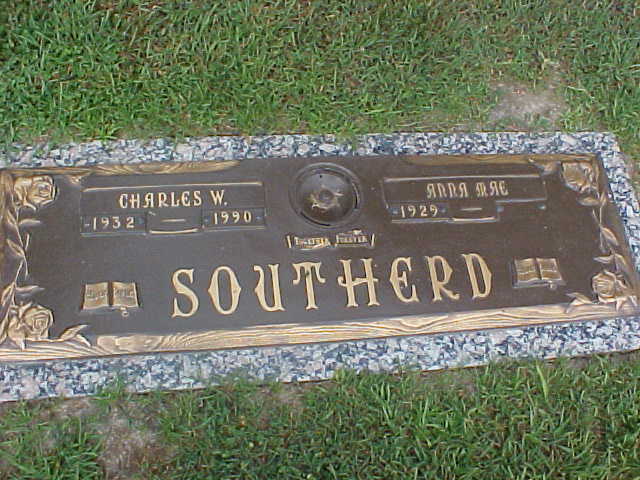 CHARLES W.
1932 1990
ANNA MAE
1929
TOGETHER FOREVER
SOUTHERD